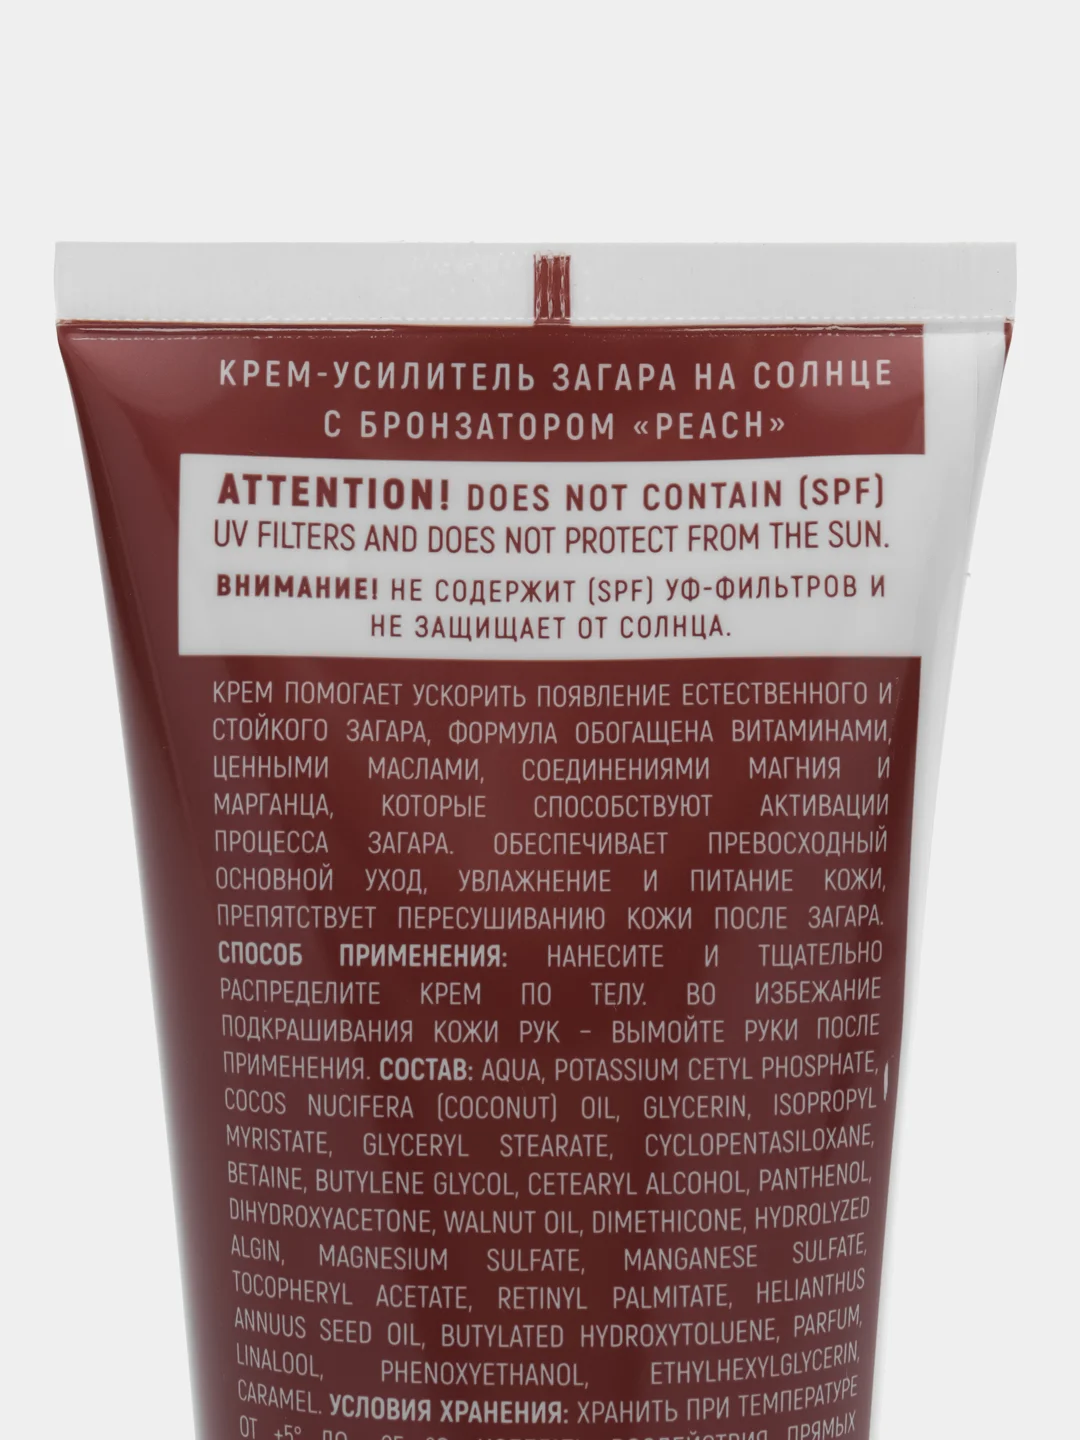 КРЕМ-УСИЛИТЕЛЬ ЗАГАРА НА СОЛНЦЕ
С БРОНЗАТОРОМ «PEACH»
ATTENTION! DOES NOT CONTAIN (SPF)
UV FILTERS AND DOES NOT PROTECT FROM THE SUN.
ВНИМАНИЕ! НЕ СОДЕРЖИТ (SPF) УФ-ФИЛЬТРОВ И
НЕ ЗАЩИЩАЕТ ОТ СОЛНЦА.
КРЕМ ПОМОГАЕТ УСКОРИТЬ ПОЯВЛЕНИЕ ЕСТЕСТВЕННОГО И
СТОЙКОГО ЗАГАРА, ФОРМУЛА ОБОГАЩЕНА ВИТАМИНАМИ,
ЦЕННЫМИ МАСЛАМИ, СОЕДИНЕНИЯМИ МАГНИЯ И
МАРГАНЦА, КОТОРЫЕ СПОСОБСТВУЮТ АКТИВАЦИИ
ПРОЦЕССА ЗАГАРА. ОБЕСПЕЧИВАЕТ ПРЕВОСХОДНЫЙ
ОСНОВНОЙ УХОД, УВЛАЖНЕНИЕ И ПИТАНИЕ КОЖИ,
ПРЕПЯТСТВУЕТ ПЕРЕСУШИВАНИЮ КОЖИ ПОСЛЕ ЗАГАРА.
СПОСОБ ПРИМЕНЕНИЯ: НАНЕСИТЕ И ТЩАТЕЛЬНО
РАСПРЕДЕЛИТЕ КРЕМ ПО ТЕЛУ. ВО ИЗБЕЖАНИЕ
ПОДКРАШИВАНИЯ КОЖИ РУК – ВЫМОЙТЕ РУКИ ПОСЛЕ
ПРИМЕНЕНИЯ. СОСТАВ: AQUA, POTASSIUM CETYL PHOSPHATE,
COCOS NUCIFERA (COCONUT) OIL, GLYCERIN, ISOPROPYL
MYRISTATE, GLYCERYL STEARATE, CYCLOPENTASILOXANE,
BETAINE, BUTYLENE GLYCOL, CETEARYL ALCOHOL, PANTHENOL,
DIHYDROXYACETONE, WALNUT OIL, DIMETHICONE, HYDROLYZED
ALGIN, MAGNESIUM SULFATE, MANGANESE SULFATE,
TOCOPHERYL ACETATE, RETINYL PALMITATE, HELIANTHUS
ANNUUS SEED OIL, BUTYLATED HYDROXYTOLUENE, PARFUM,
LINALOOL, PHENOXYETHANOL, ETHYLHEXYLGLYCERIN,
CARAMEL. УСЛОВИЯ ХРАНЕНИЯ: ХРАНИТЬ ПРИ ТЕМПЕРАТУРЕ
ОТ +5° ДО ВОЗДЕЙСТВИЯ ПРЯМЫХ